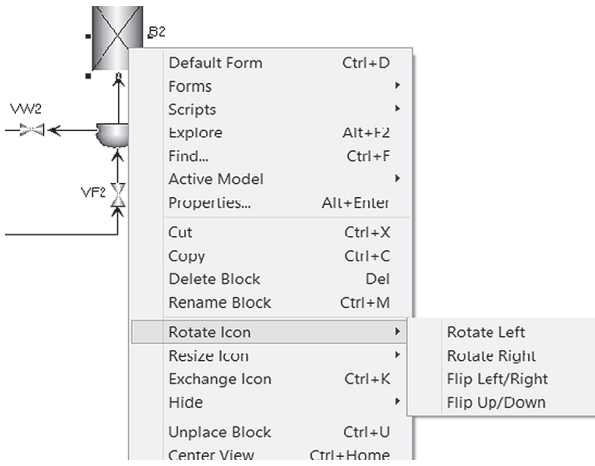 B2
Default Form Ctrl+D
Forms
VW2
Scripts
Explore Alt+F2
Find... Ctrl+F
Active Model
VF2
Properties... Alt+Enter
Cut Ctrl+X
Copy Ctrl+C
Delete Block Del
Rename Block Ctrl+M
Rotate Icon
Rotate Left
Resize Icon
Rotate Right
Exchange Icon Ctrl+K
Flip Left/Right
Hide
Flip Up/Down
Unplace Block Ctrl+U
Center View Ctrl+Home